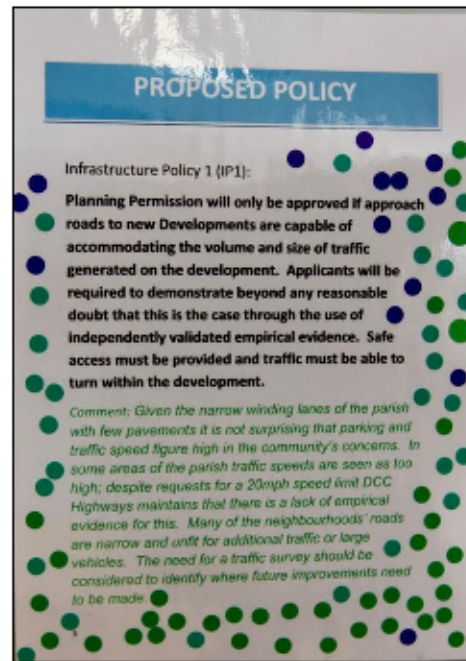 PROPOSED POLICY
Infrastructure Policy 1 (IP1):
Planning Permission will only be approved if approach
roads to new Developments are capable of
accommodating the volume and size of traffic
generated on the development. Applicants will be
required to demonstrate beyond any reasonable
doubt that this is the case through the use of
independently validated empirical evidence. Safe
access must be provided and traffic must be able to
turn within the development.
Comment: Given the narrow winding lanes of the parish
with few pavements it is not surprising that parking and
traffic speed figure high in the community's concerns. In
some areas of the parish traffic speeds are seen as too
high; despite requests for a 20mph speed limit DCC
Highways maintains that there is a lack of empirical
evidence for this. Many of the neighbourhoods' roads
are narrow and unfit for additional traffic or large
vehicles. The need for a traffic survey should be
considered to identify where future improvements need
to be made.